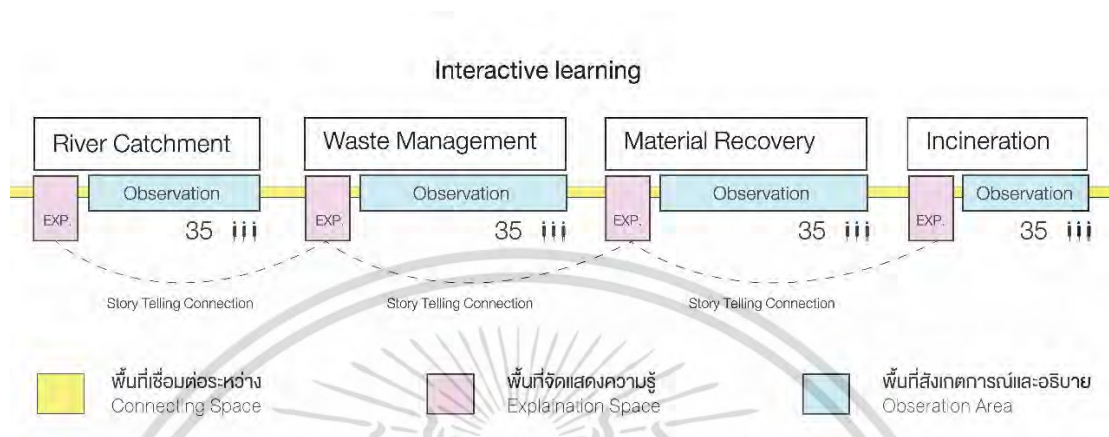 Interactive learning
River Catchment
Waste Management
Material Recovery
Incineration
Observation
Observation
Observation
Observation
EXP.
EXP.
EXP.
EXP.
35
35
35
35
Story Telling Connection
Story Telling Connection
Story Telling Connection
พื้นที่เชื่อมต่อระหว่าง
Connecting Space
พื้นที่จัดแสดงความรู้
Explaination Space
พื้นที่สังเกตการณ์และอธิบาย
Obseration Area